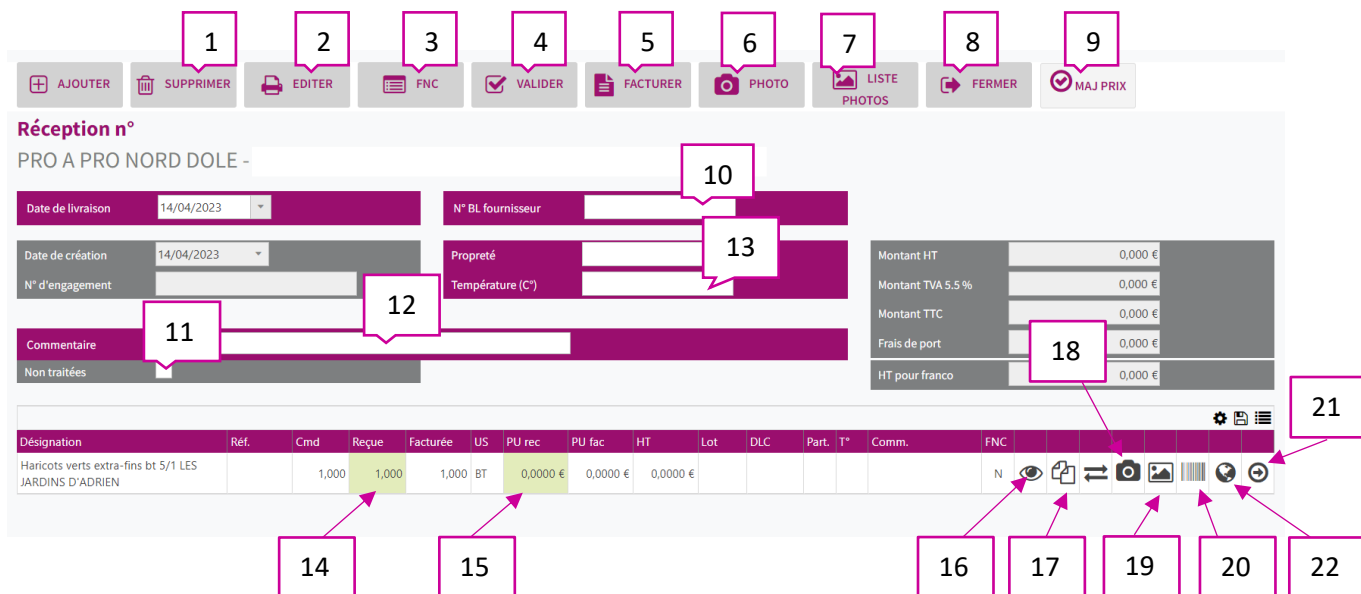 1 2 3 4 5 6 7 8 9
AJOUTER SUPPRIMER EDITER FNC VALIDER FACTURER PHOTO LISTE PHOTOS FERMER MAJ PRIX
Réception n°
PRO A PRO NORD DOLE -
10
Date de livraison 14/04/2023 N° BL fournisseur
13
Date de création 14/04/2023 Propreté Montant HT 0,000 €
N° d'engagement Température (C°) Montant TVA 5.5 % 0,000 €
12
Montant TTC 0,000 €
11
Commentaire Frais de port 0,000 €
18
Non traitées HT pour franco 0,000 €
21
Désignation Réf. Cmd Reçue Facturée US PU rec PU fac HT Lot DLC Part. T° Comm. FNC
Haricots verts extra-fins bt 5/1 LES
JARDINS D'ADRIEN 1,000 1,000 1,000 BT 0,0000 € 0,0000 € 0,0000 € N
14 15 16 17 19 20 22